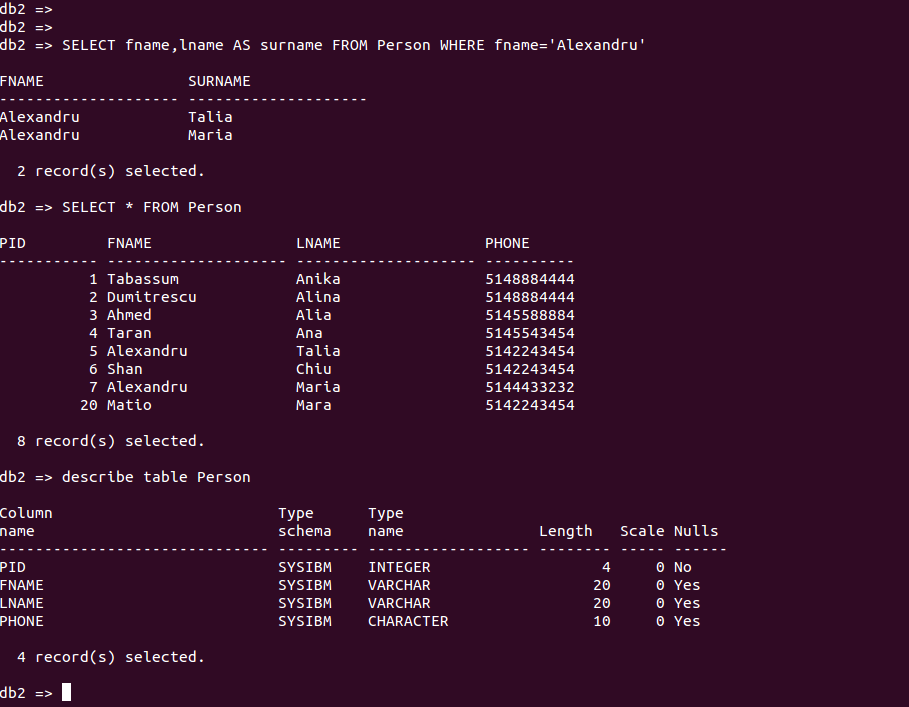 db2 =>
db2 =>
db2 => SELECT fname,lname AS surname FROM Person WHERE fname='Alexandru'
FNAME                SURNAME
-------------------- --------------------
Alexandru            Talia
Alexandru            Maria
  2 record(s) selected.
db2 => SELECT * FROM Person
PID         FNAME                LNAME                PHONE
----------- -------------------- -------------------- ----------
          1 Tabassum             Anika                5148884444
          2 Dumitrescu           Alina                5148884444
          3 Ahmed                Alia                 5145588884
          4 Taran                Ana                  5145543454
          5 Alexandru            Talia                5142243454
          6 Shan                 Chiu                 5142243454
          7 Alexandru            Maria                5144433232
         20 Matio                Mara                 5142243454
  8 record(s) selected.
db2 => describe table Person
Column                         Type      Type
name                           schema    name               Length   Scale Nulls
------------------------------ --------- ------------------ -------- ----- ------
PID                            SYSIBM    INTEGER                   4     0 No
FNAME                          SYSIBM    VARCHAR                  20     0 Yes
LNAME                          SYSIBM    VARCHAR                  20     0 Yes
PHONE                          SYSIBM    CHARACTER                10     0 Yes
  4 record(s) selected.
db2 =>